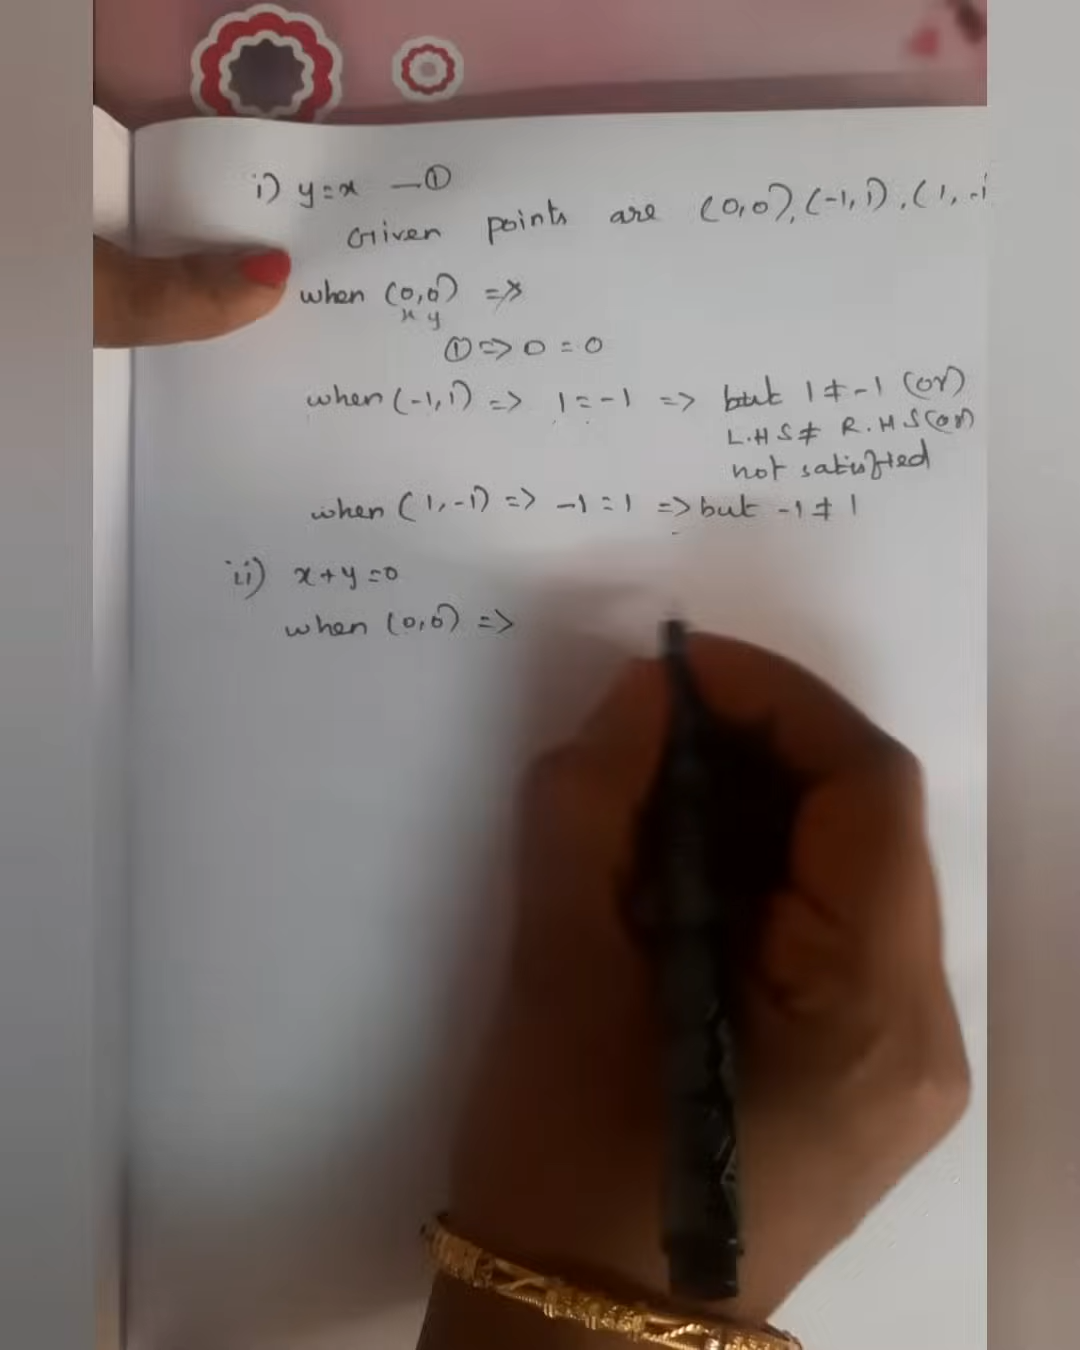 i) y=x —①
Given points are (0,0), (-1,1), (1,-1
when (0,0) =>
x y
①=> 0 = 0
when (-1,1) => 1 = -1 => but 1 ≠ -1 (or)
L.H.S ≠ R.H.S (or)
not satisfied
when (1,-1) => -1 = 1 => but -1 ≠ 1
ii) x+y=0
when (0,0) =>